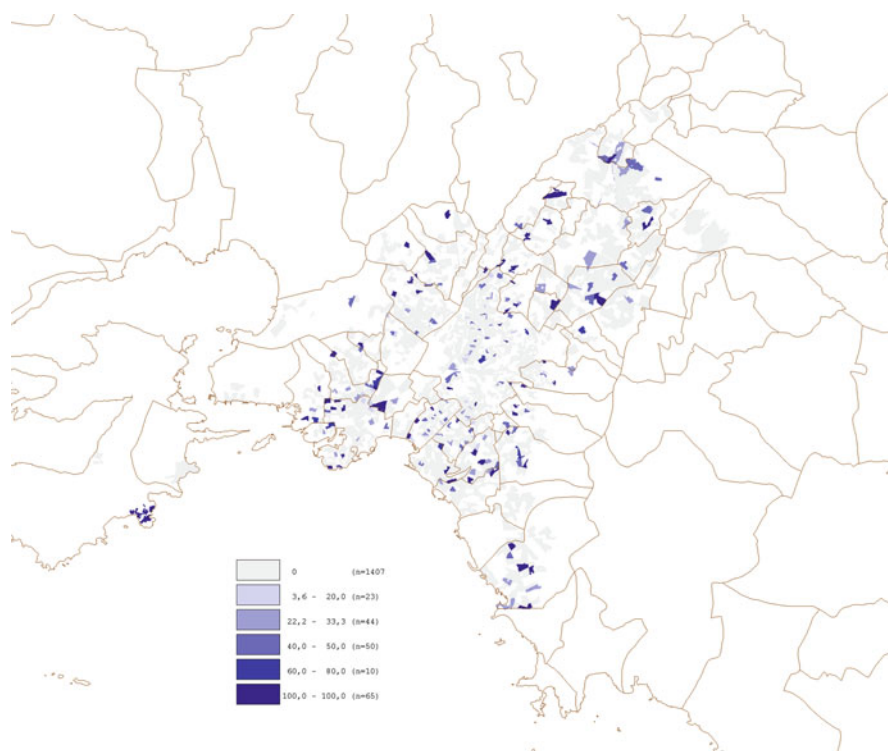 0 (n=1407
3,6 - 20,0 (n=23)
22,2 - 33,3 (n=44)
40,0 - 50,0 (n=50)
60,0 - 80,0 (n=10)
100,0 - 100,0 (n=65)